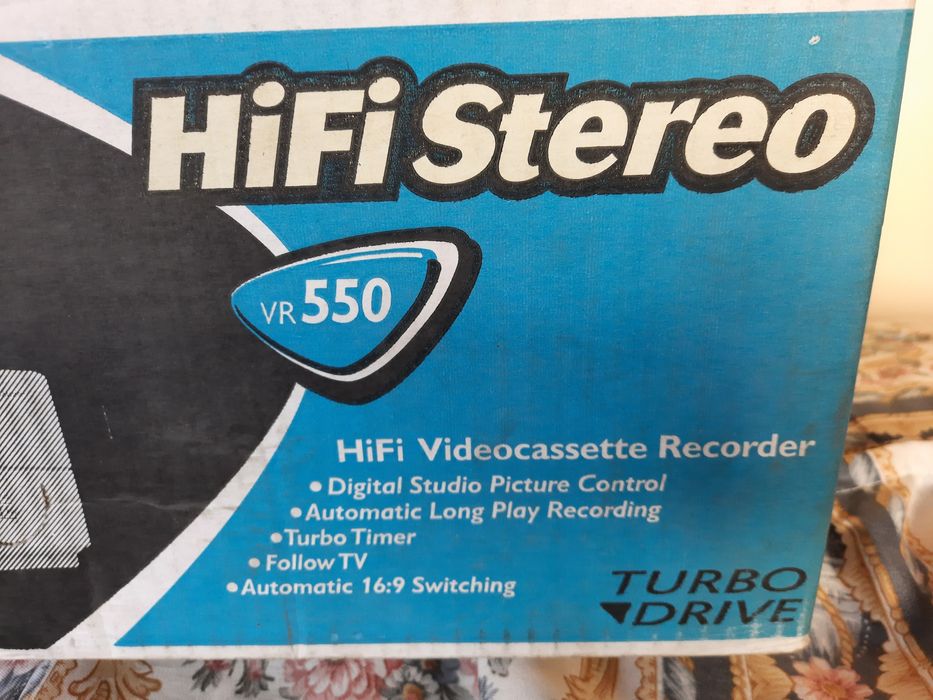 HiFi Stereo
VR 550
HiFi Videocassette Recorder
• Digital Studio Picture Control
• Automatic Long Play Recording
• Turbo Timer
• Follow TV
• Automatic 16:9 Switching
TURBO
DRIVE